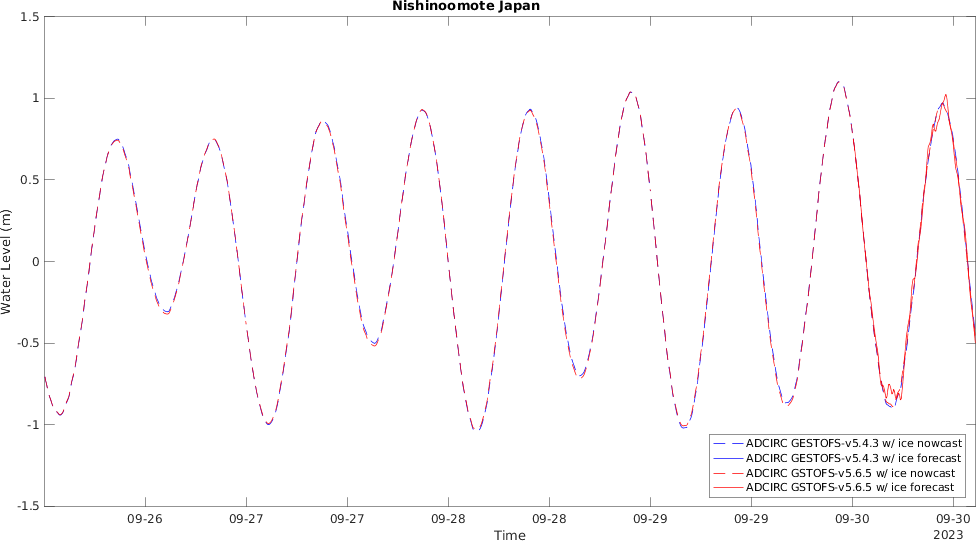 Nishinoomote Japan
1.5
1
0.5
0
-0.5
-1
-1.5
Water Level (m)
ADCIRC GESTOFS-v5.4.3 w/ ice nowcast
ADCIRC GESTOFS-v5.4.3 w/ ice forecast
ADCIRC GSTOFS-v5.6.5 w/ ice nowcast
ADCIRC GSTOFS-v5.6.5 w/ ice forecast
09-26 09-27 09-27 09-28 09-28 09-29 09-29 09-30 09-30
2023
Time